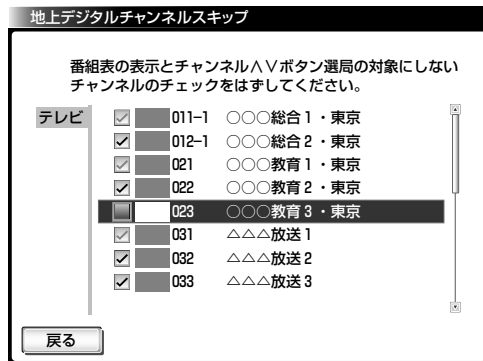 地上デジタルチャンネルスキップ
番組表の表示とチャンネル∧∨ボタン選局の対象にしない
チャンネルのチェックをはずしてください。
テレビ
011-1 ○○○総合1・東京
012-1 ○○○総合2・東京
021 ○○○教育1・東京
022 ○○○教育2・東京
023 ○○○教育3・東京
031 △△△放送1
032 △△△放送2
033 △△△放送3
戻る